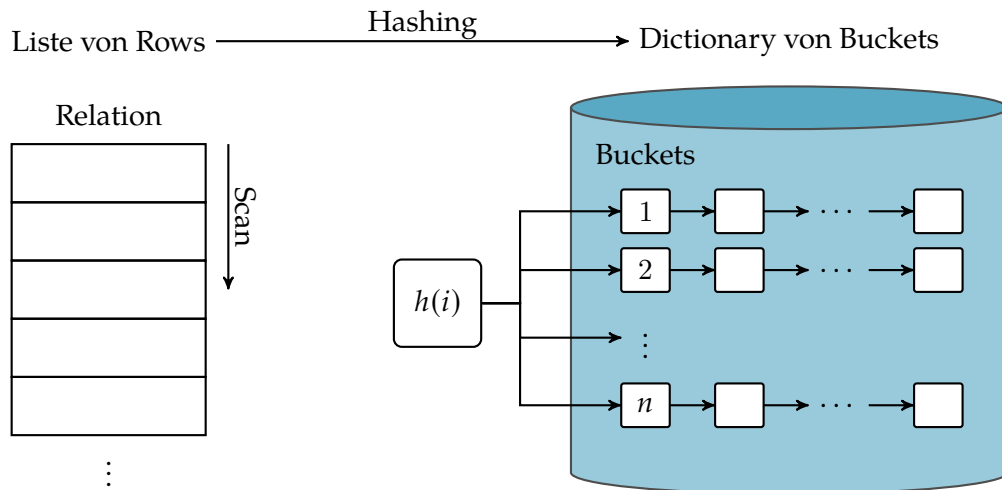 Liste von Rows
Hashing
Dictionary von Buckets
Relation
Scan
⋮
h(i)
Buckets
1 · · ·
2 · · ·
⋮
n · · ·